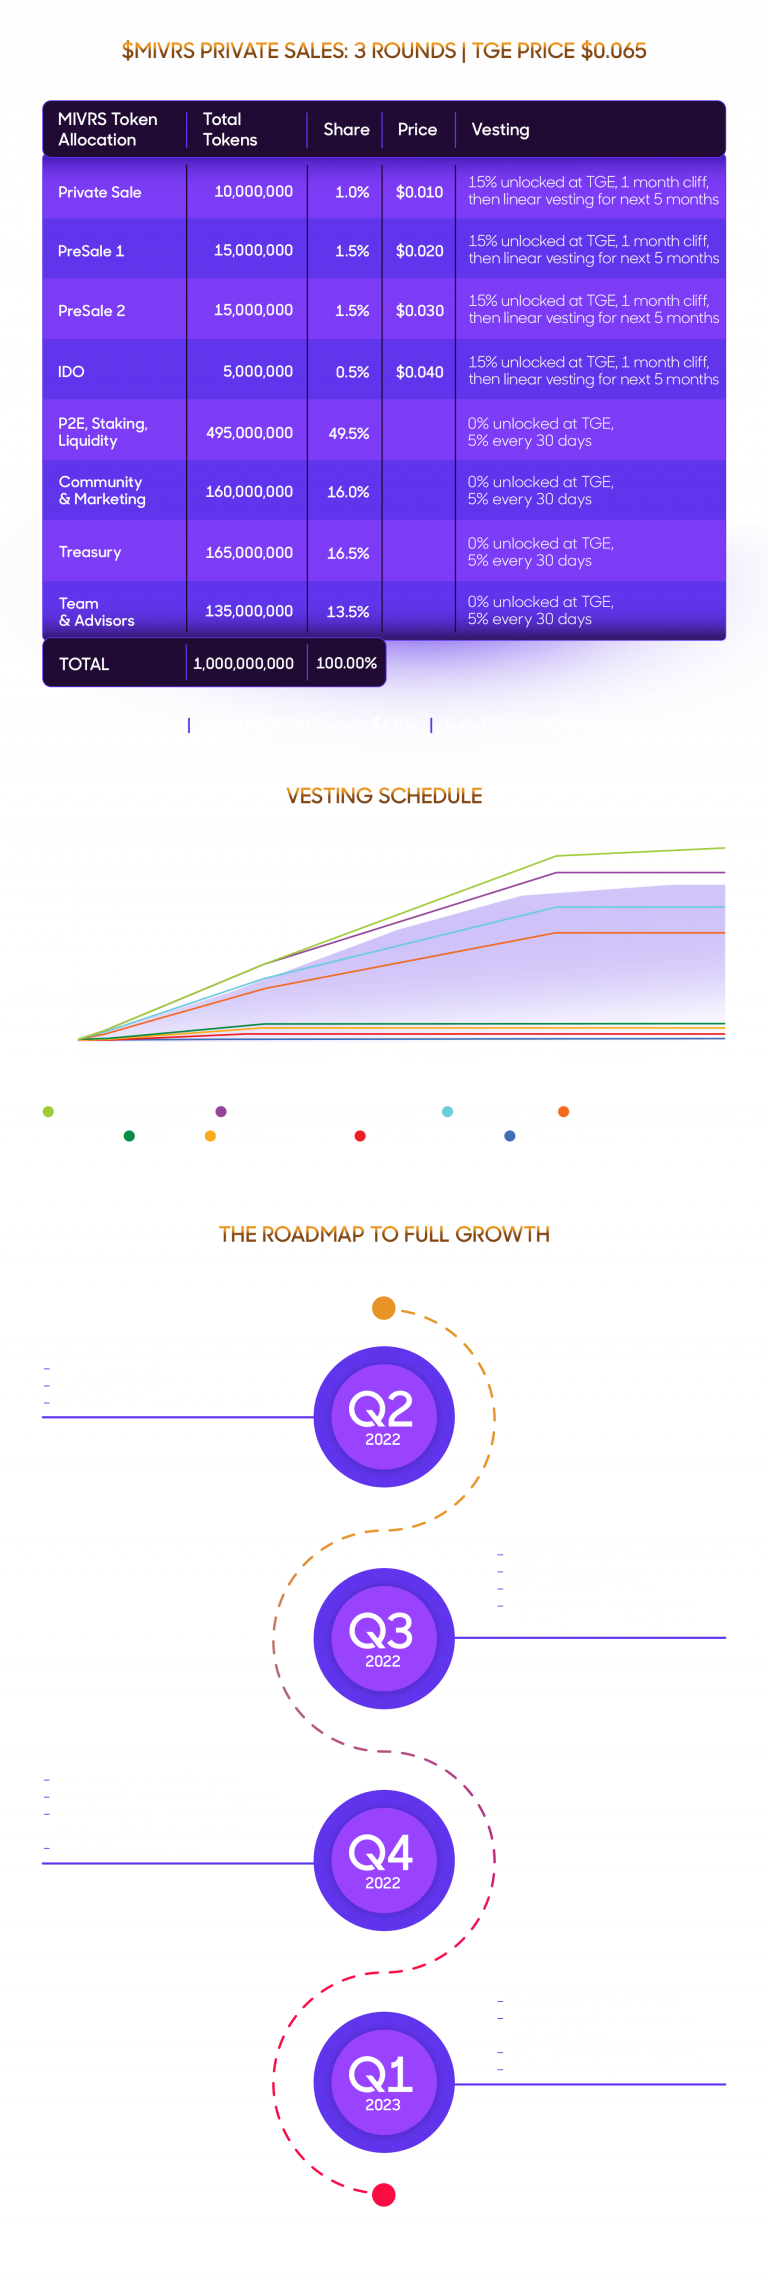 $MIVRS PRIVATE SALES: 3 ROUNDS | TGE PRICE $0.065
MIVRS Token Allocation | Total Tokens | Share | Price | Vesting
Private Sale 10,000,000 1.0% $0.010 15% unlocked at TGE, 1 month cliff,
then linear vesting for next 5 months
PreSale 1 15,000,000 1.5% $0.020 15% unlocked at TGE, 1 month cliff,
then linear vesting for next 5 months
PreSale 2 15,000,000 1.5% $0.030 15% unlocked at TGE, 1 month cliff,
then linear vesting for next 5 months
IDO 5,000,000 0.5% $0.040 15% unlocked at TGE, 1 month cliff,
then linear vesting for next 5 months
P2E, Staking,
Liquidity 495,000,000 49.5% 0% unlocked at TGE,
5% every 30 days
Community
& Marketing 160,000,000 16.0% 0% unlocked at TGE,
5% every 30 days
Treasury 165,000,000 16.5% 0% unlocked at TGE,
5% every 30 days
Team
& Advisors 135,000,000 13.5% 0% unlocked at TGE,
5% every 30 days
TOTAL 1,000,000,000 100.00%
VESTING SCHEDULE
THE ROADMAP TO FULL GROWTH
Q2
2022
Q3
2022
Q4
2022
Q1
2023